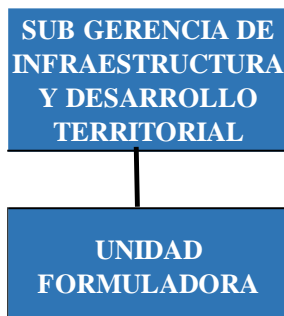 SUB GERENCIA DE
INFRAESTRUCTURA
Y DESARROLLO
TERRITORIAL
UNIDAD
FORMULADORA